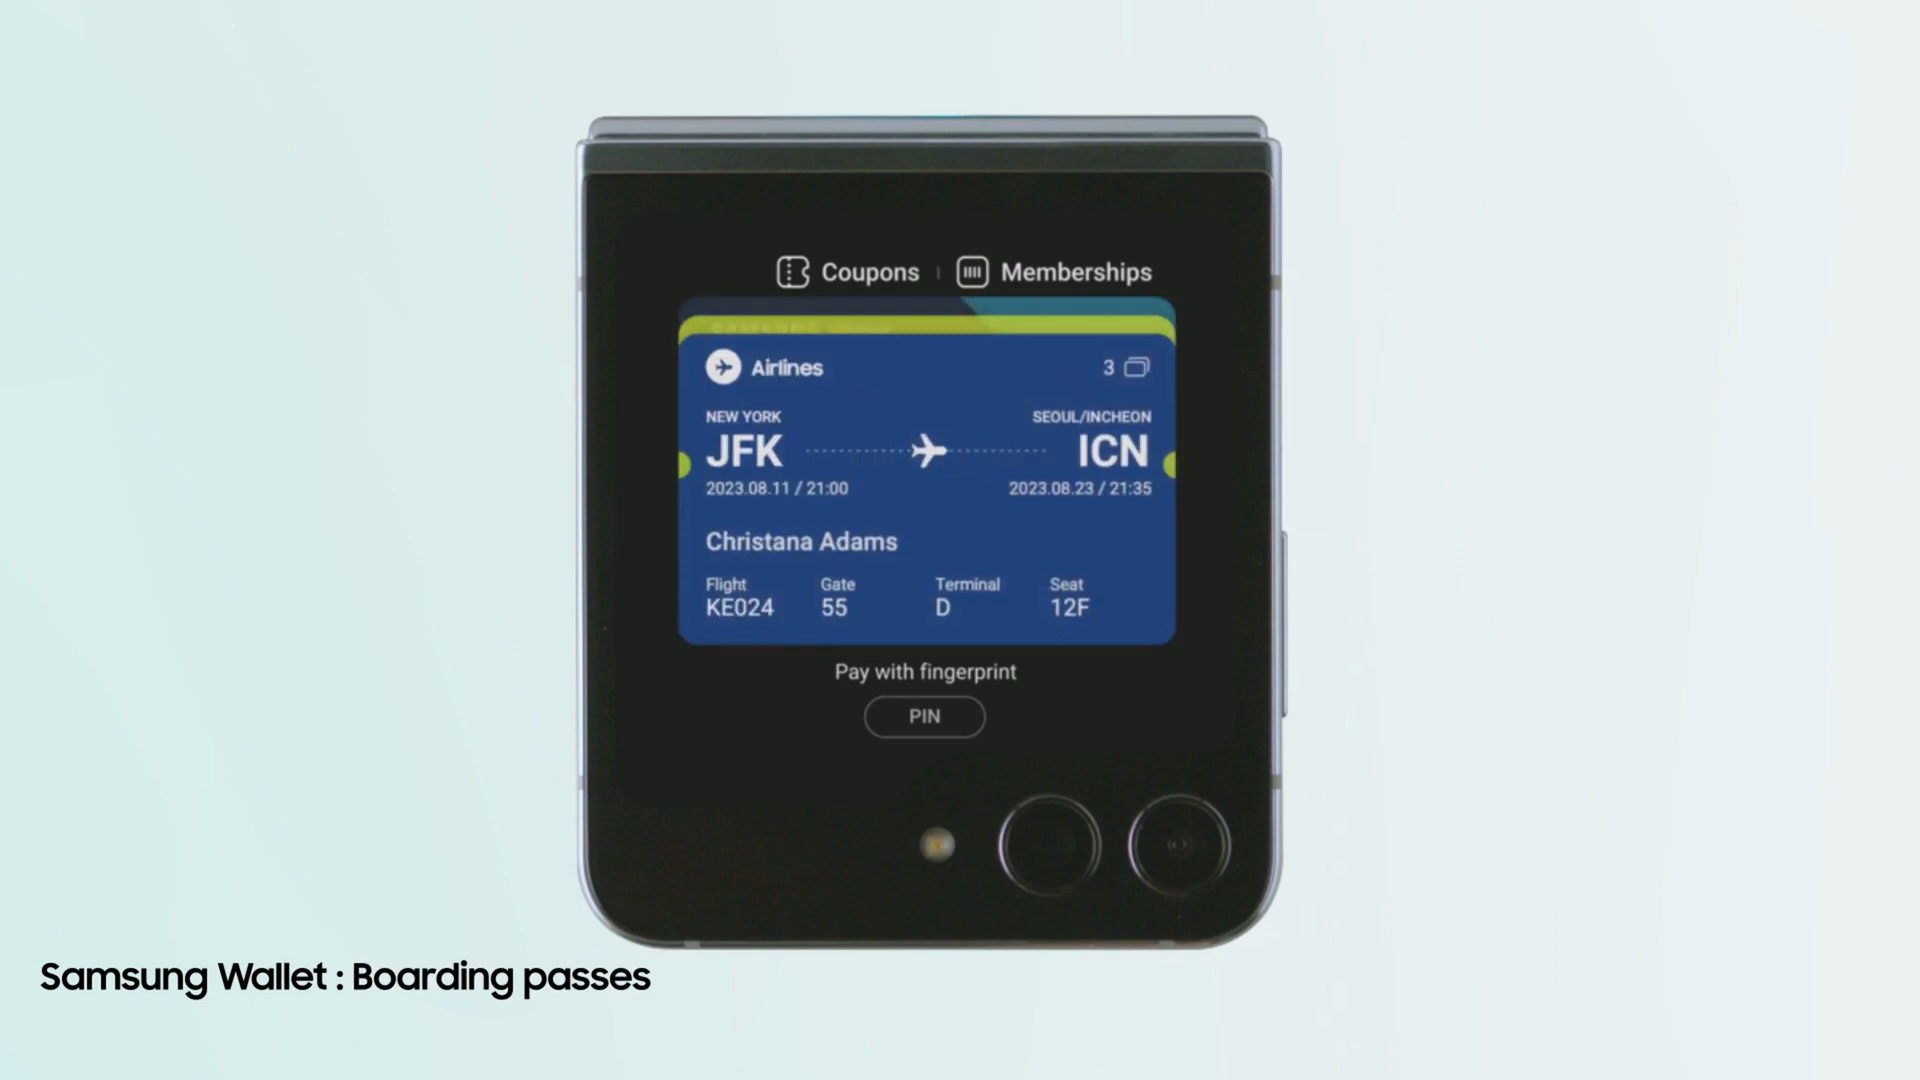 Coupons | Memberships
Airlines 3
NEW YORK SEOUL/INCHEON
JFK ICN
2023.08.11 / 21:00 2023.08.23 / 21:35
Christana Adams
Flight Gate Terminal Seat
KE024 55 D 12F
Pay with fingerprint
PIN
Samsung Wallet : Boarding passes